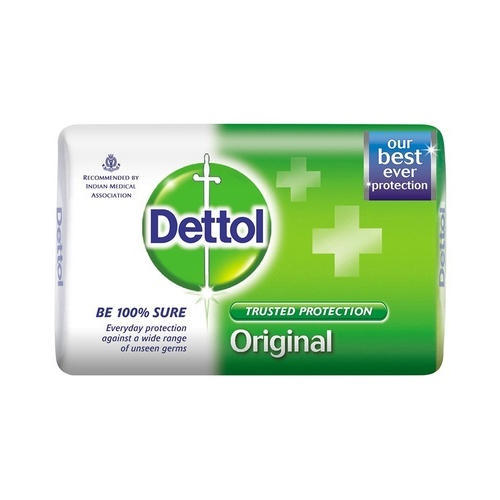 RECOMMENDED BY
INDIAN MEDICAL
ASSOCIATION
our
best
ever
protection
Dettol
Dettol
Dettol
BE 100% SURE
Everyday protection
against a wide range
of unseen germs
TRUSTED PROTECTION
Original